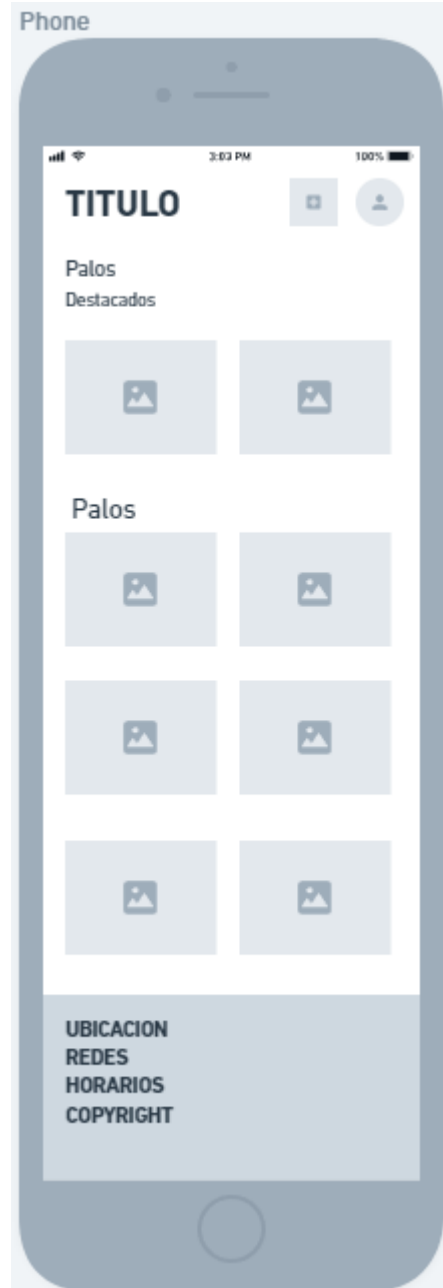 Phone
3:03 PM 100%
TITULO
Palos
Destacados
Palos
UBICACION
REDES
HORARIOS
COPYRIGHT